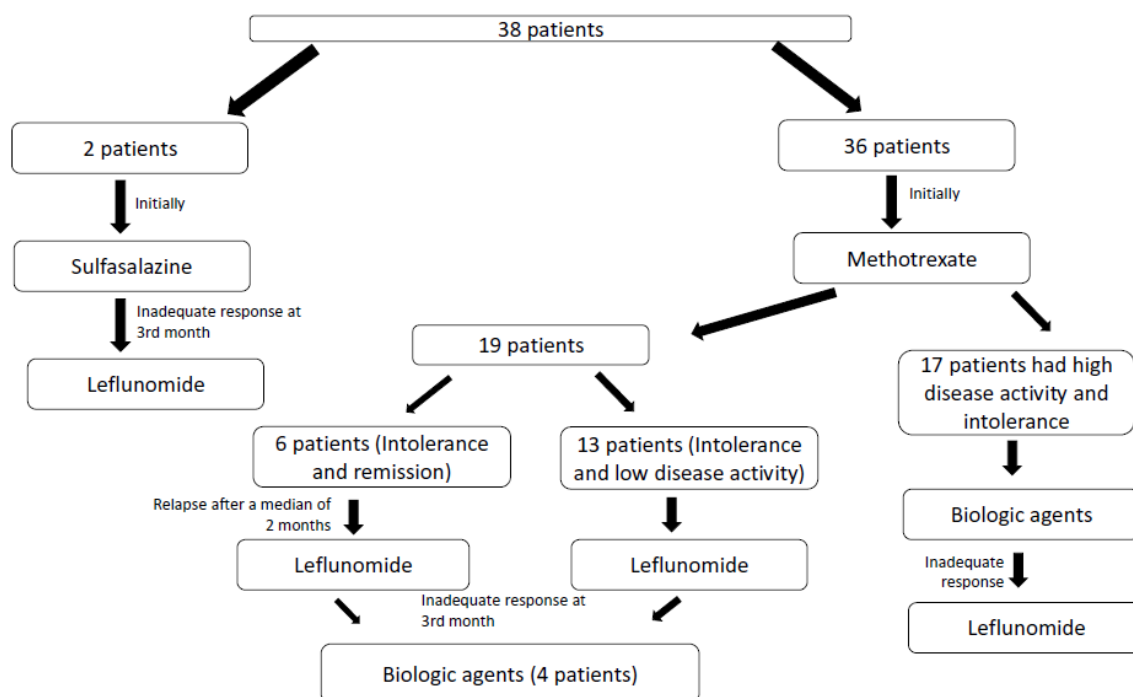 38 patients
2 patients
36 patients
Initially
Initially
Sulfasalazine
Methotrexate
Inadequate response at
3rd month
19 patients
Leflunomide
17 patients had high
disease activity and
intolerance
6 patients (Intolerance
and remission)
13 patients (Intolerance
and low disease activity)
Relapse after a median of
2 months
Biologic agents
Leflunomide
Leflunomide
Inadequate
response
Inadequate response at
3rd month
Leflunomide
Biologic agents (4 patients)